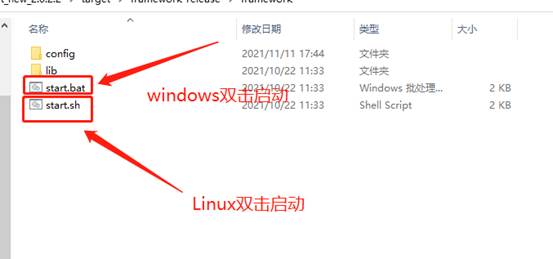 t_new_2.0.2.2 > target > framework-release > framework
名称 修改日期 类型 大小
config 2021/11/11 17:44 文件夹
lib 2021/10/22 11:33 文件夹
start.bat 2021/10/22 11:33 Windows 批处理... 2 KB
windows双击启动
start.sh 2021/10/22 11:33 Shell Script 2 KB
Linux双击启动